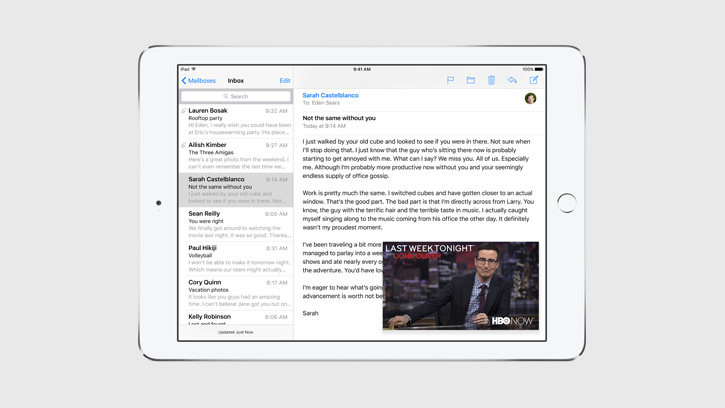 iPad
9:41 AM
100%
Mailboxes
Inbox
Edit
Search
Lauren Bosak 9:32 AM
Rooftop party
Hi Eden, I really wish you could have been
at Eric's housewarming party. His place...
Ailish Kimber 9:27 AM
The Three Amigas
Here's a great photo from the weekend. I
can't even remember the last time we...
Sarah Castelblanco 9:14 AM
Not the same without you
I just walked by your old cube and
looked to see if you were in there. Not...
Sean Reilly 9:00 AM
You were right
We finally got around to watching the
movie last night. It was so good. Thanks...
Paul Hikiji 8:31 AM
Volleyball
I won't be able to make it tomorrow night.
Which means our team might actually...
Cory Quinn 8:17 AM
Vacation photos
It looks like you guys had an amazing
time. I can't believe Jane got you out on...
Kelly Robinson 8:06 AM
Lost and found
Updated Just Now
Sarah Castelblanco
To: Eden Sears
Not the same without you
Today at 9:14 AM
I just walked by your old cube and looked to see if you were in there. Not sure when
I'll stop doing that. I just know that the guy who's sitting there now is probably
starting to get annoyed with me. What can I say? We miss you. All of us. Especially
me. Although I'm probably more productive now without you and your seemingly
endless supply of office gossip.
Work is pretty much the same. I switched cubes and have gotten closer to an actual
window. That's the good part. The bad part is that I'm directly across from Larry. You
know, the guy with the terrific hair and the terrible taste in music. I actually caught
myself singing along to the music coming from his office the other day. It definitely
wasn't my proudest moment.
I've been traveling a bit more
managed to parlay into a wee
shows and ate nearly every o
the adventure. You'd have lov
I'm eager to hear what's going
advancement is worth not be
Sarah
LAST WEEK TONIGHT
WITH JOHN OLIVER
HBO NOW